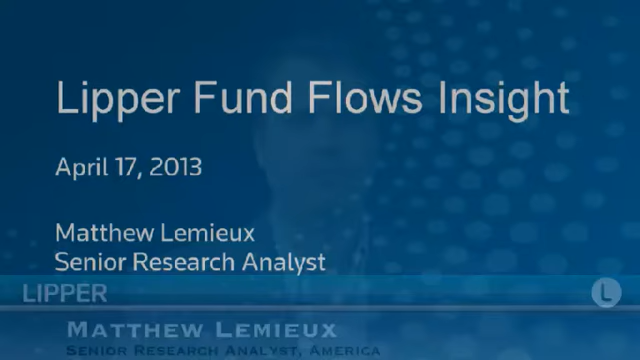 Lipper Fund Flows Insight
April 17, 2013
Matthew Lemieux
Senior Research Analyst
LIPPER
L
MATTHEW LEMIEUX
SENIOR RESEARCH ANALYST, AMERICA